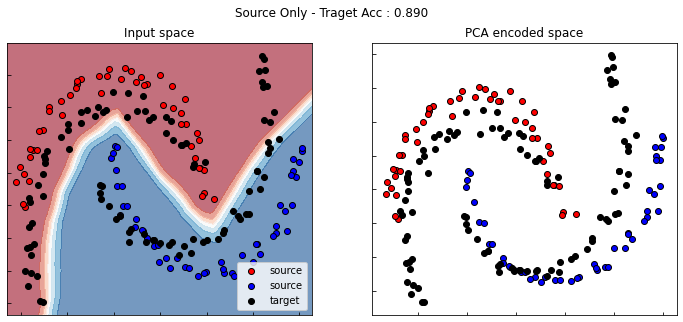 Source Only - Traget Acc : 0.890
Input space
PCA encoded space
source
source
target